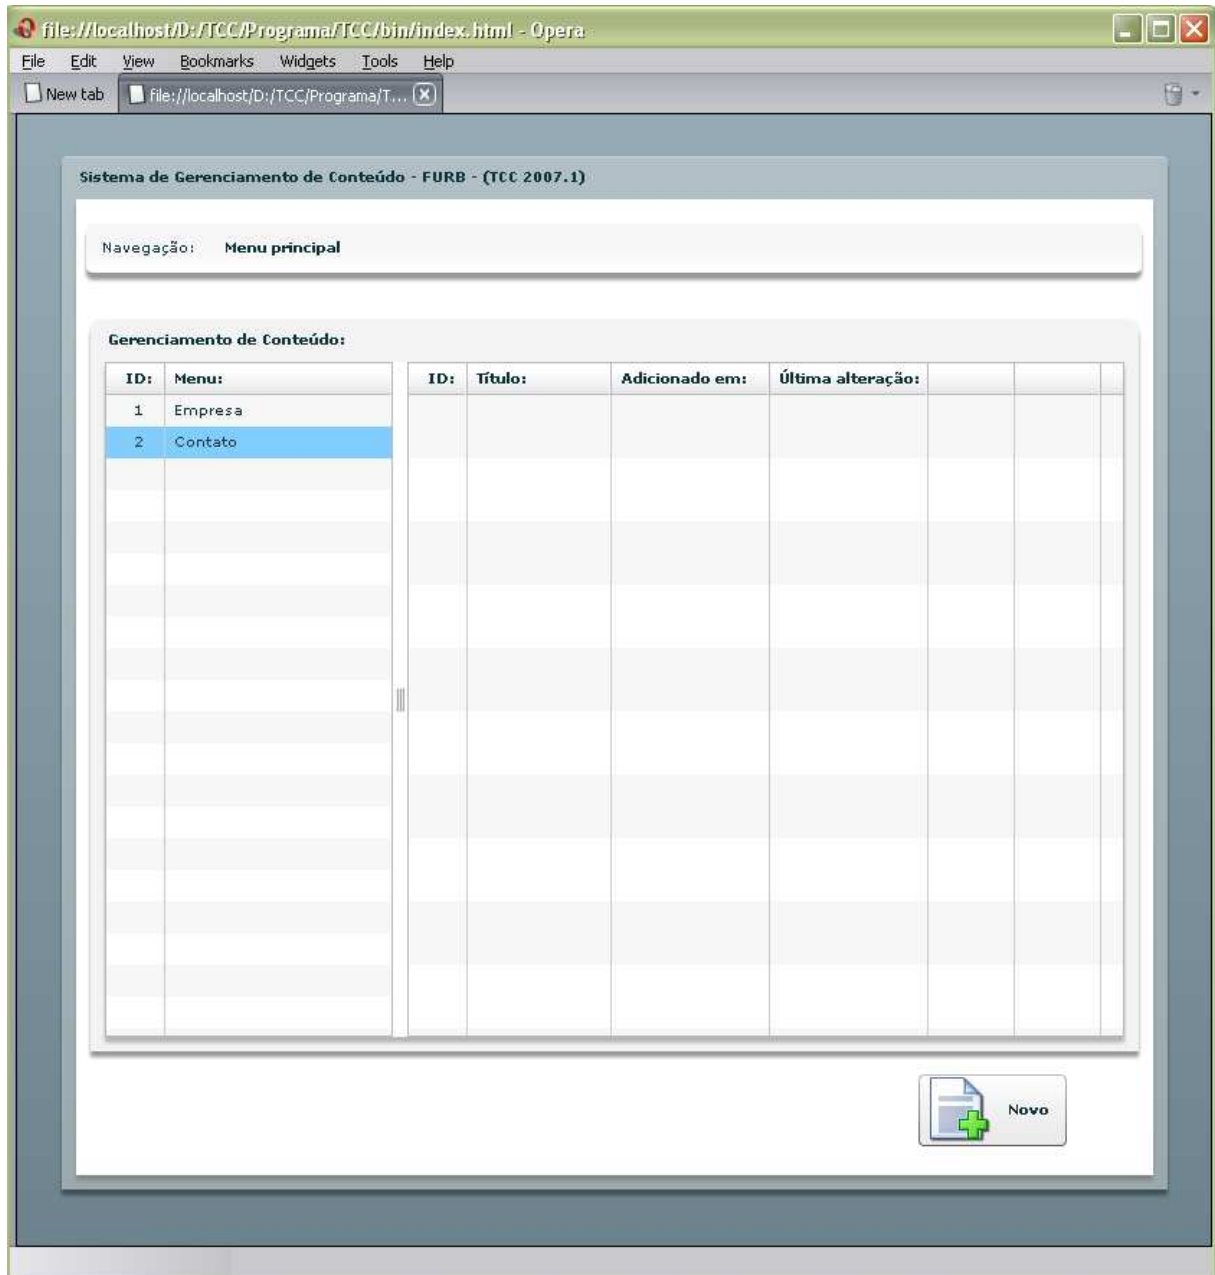 file://localhost/D:/TCC/Programa/TCC/bin/index.html - Opera
File Edit View Bookmarks Widgets Tools Help
New tab file://localhost/D:/TCC/Programa/T...
Sistema de Gerenciamento de Conteúdo - FURB - (TCC 2007.1)
Navegação: Menu principal
Gerenciamento de Conteúdo:
ID: Menu: ID: Título: Adicionado em: Última alteração:
1 Empresa
2 Contato
Novo